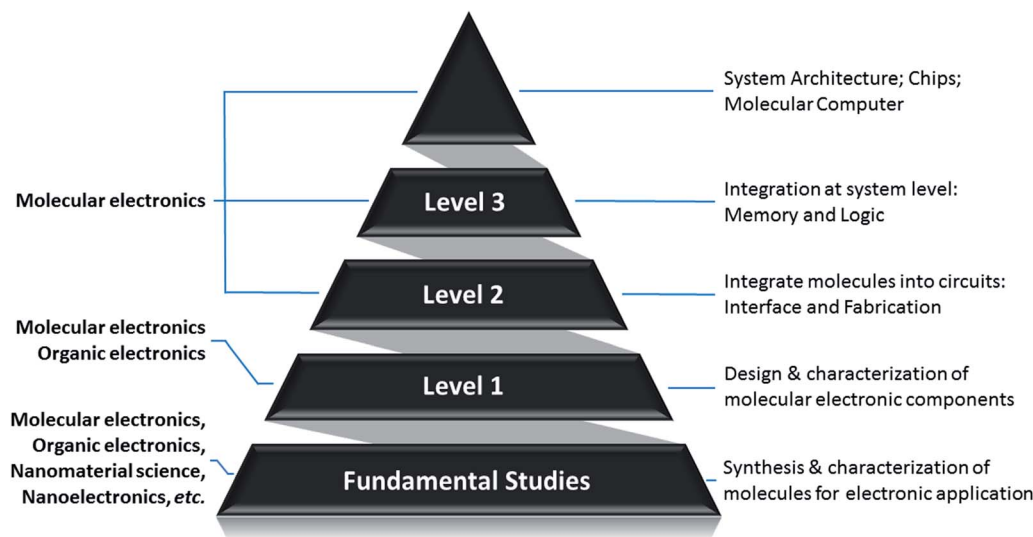 System Architecture; Chips;
Molecular Computer
Molecular electronics
Level 3
Integration at system level:
Memory and Logic
Level 2
Integrate molecules into circuits:
Interface and Fabrication
Molecular electronics
Organic electronics
Level 1
Design & characterization of
molecular electronic components
Molecular electronics,
Organic electronics,
Nanomaterial science,
Nanoelectronics, etc.
Fundamental Studies
Synthesis & characterization of
molecules for electronic application